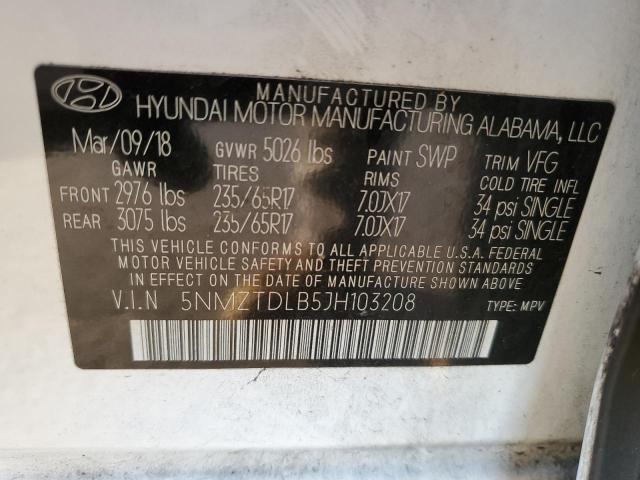 MANUFACTURED BY
HYUNDAI MOTOR MANUFACTURING ALABAMA, LLC
Mar/09/18 GVWR 5026 lbs PAINT SWP TRIM VFG
GAWR TIRES RIMS COLD TIRE INFL
FRONT 2976 lbs 235/65R17 7.0JX17 34 psi SINGLE
REAR 3075 lbs 235/65R17 7.0JX17 34 psi SINGLE
THIS VEHICLE CONFORMS TO ALL APPLICABLE U.S.A. FEDERAL
MOTOR VEHICLE SAFETY AND THEFT PREVENTION STANDARDS
IN EFFECT ON THE DATE OF MANUFACTURE SHOWN ABOVE
V.I.N 5NMZTDLB5JH103208 TYPE: MPV